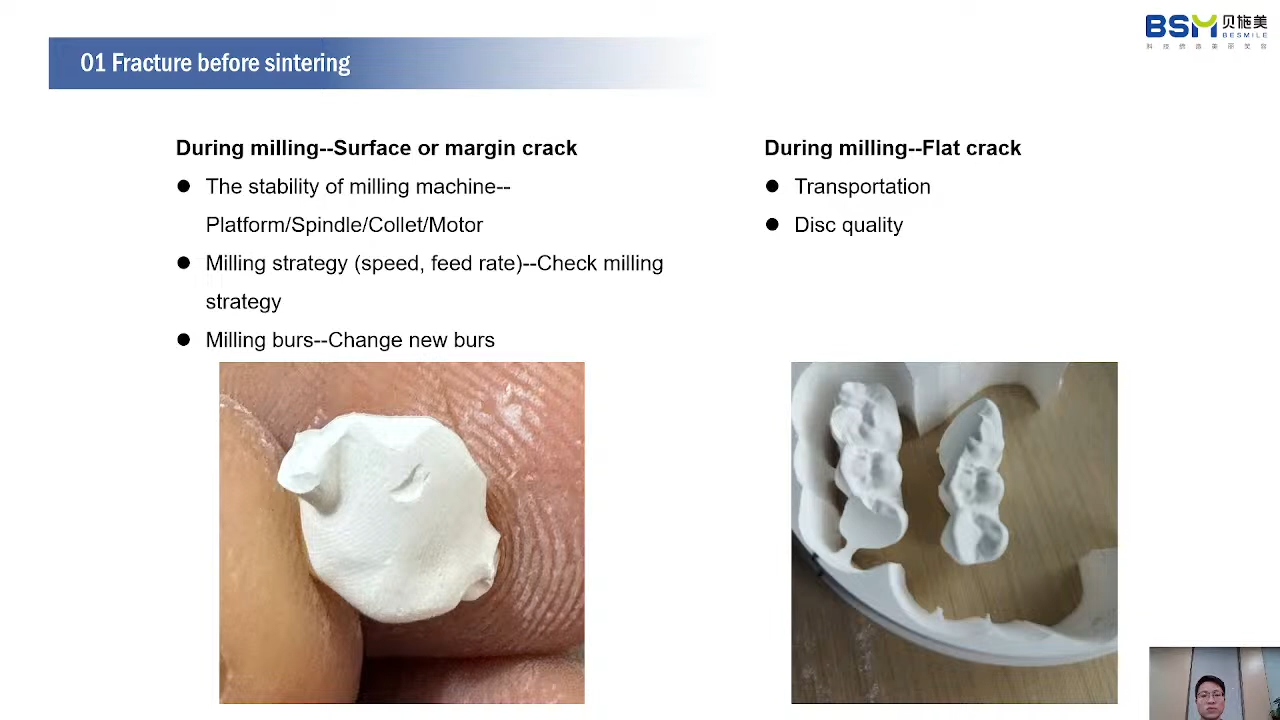 BSM 贝施美
BESMILE
01 Fracture before sintering
During milling--Surface or margin crack
● The stability of milling machine--
Platform/Spindle/Collet/Motor
● Milling strategy (speed, feed rate)--Check milling
strategy
● Milling burs--Change new burs
During milling--Flat crack
● Transportation
● Disc quality